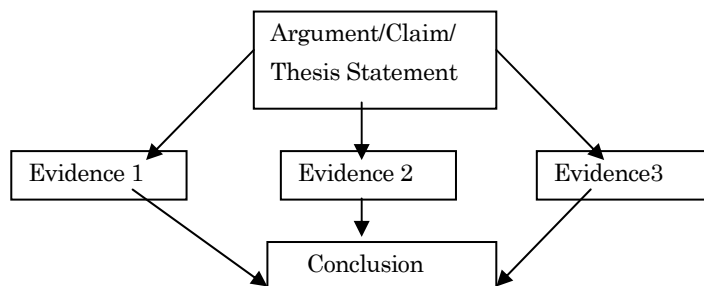 Argument/Claim/
Thesis Statement
Evidence 1
Evidence 2
Evidence3
Conclusion